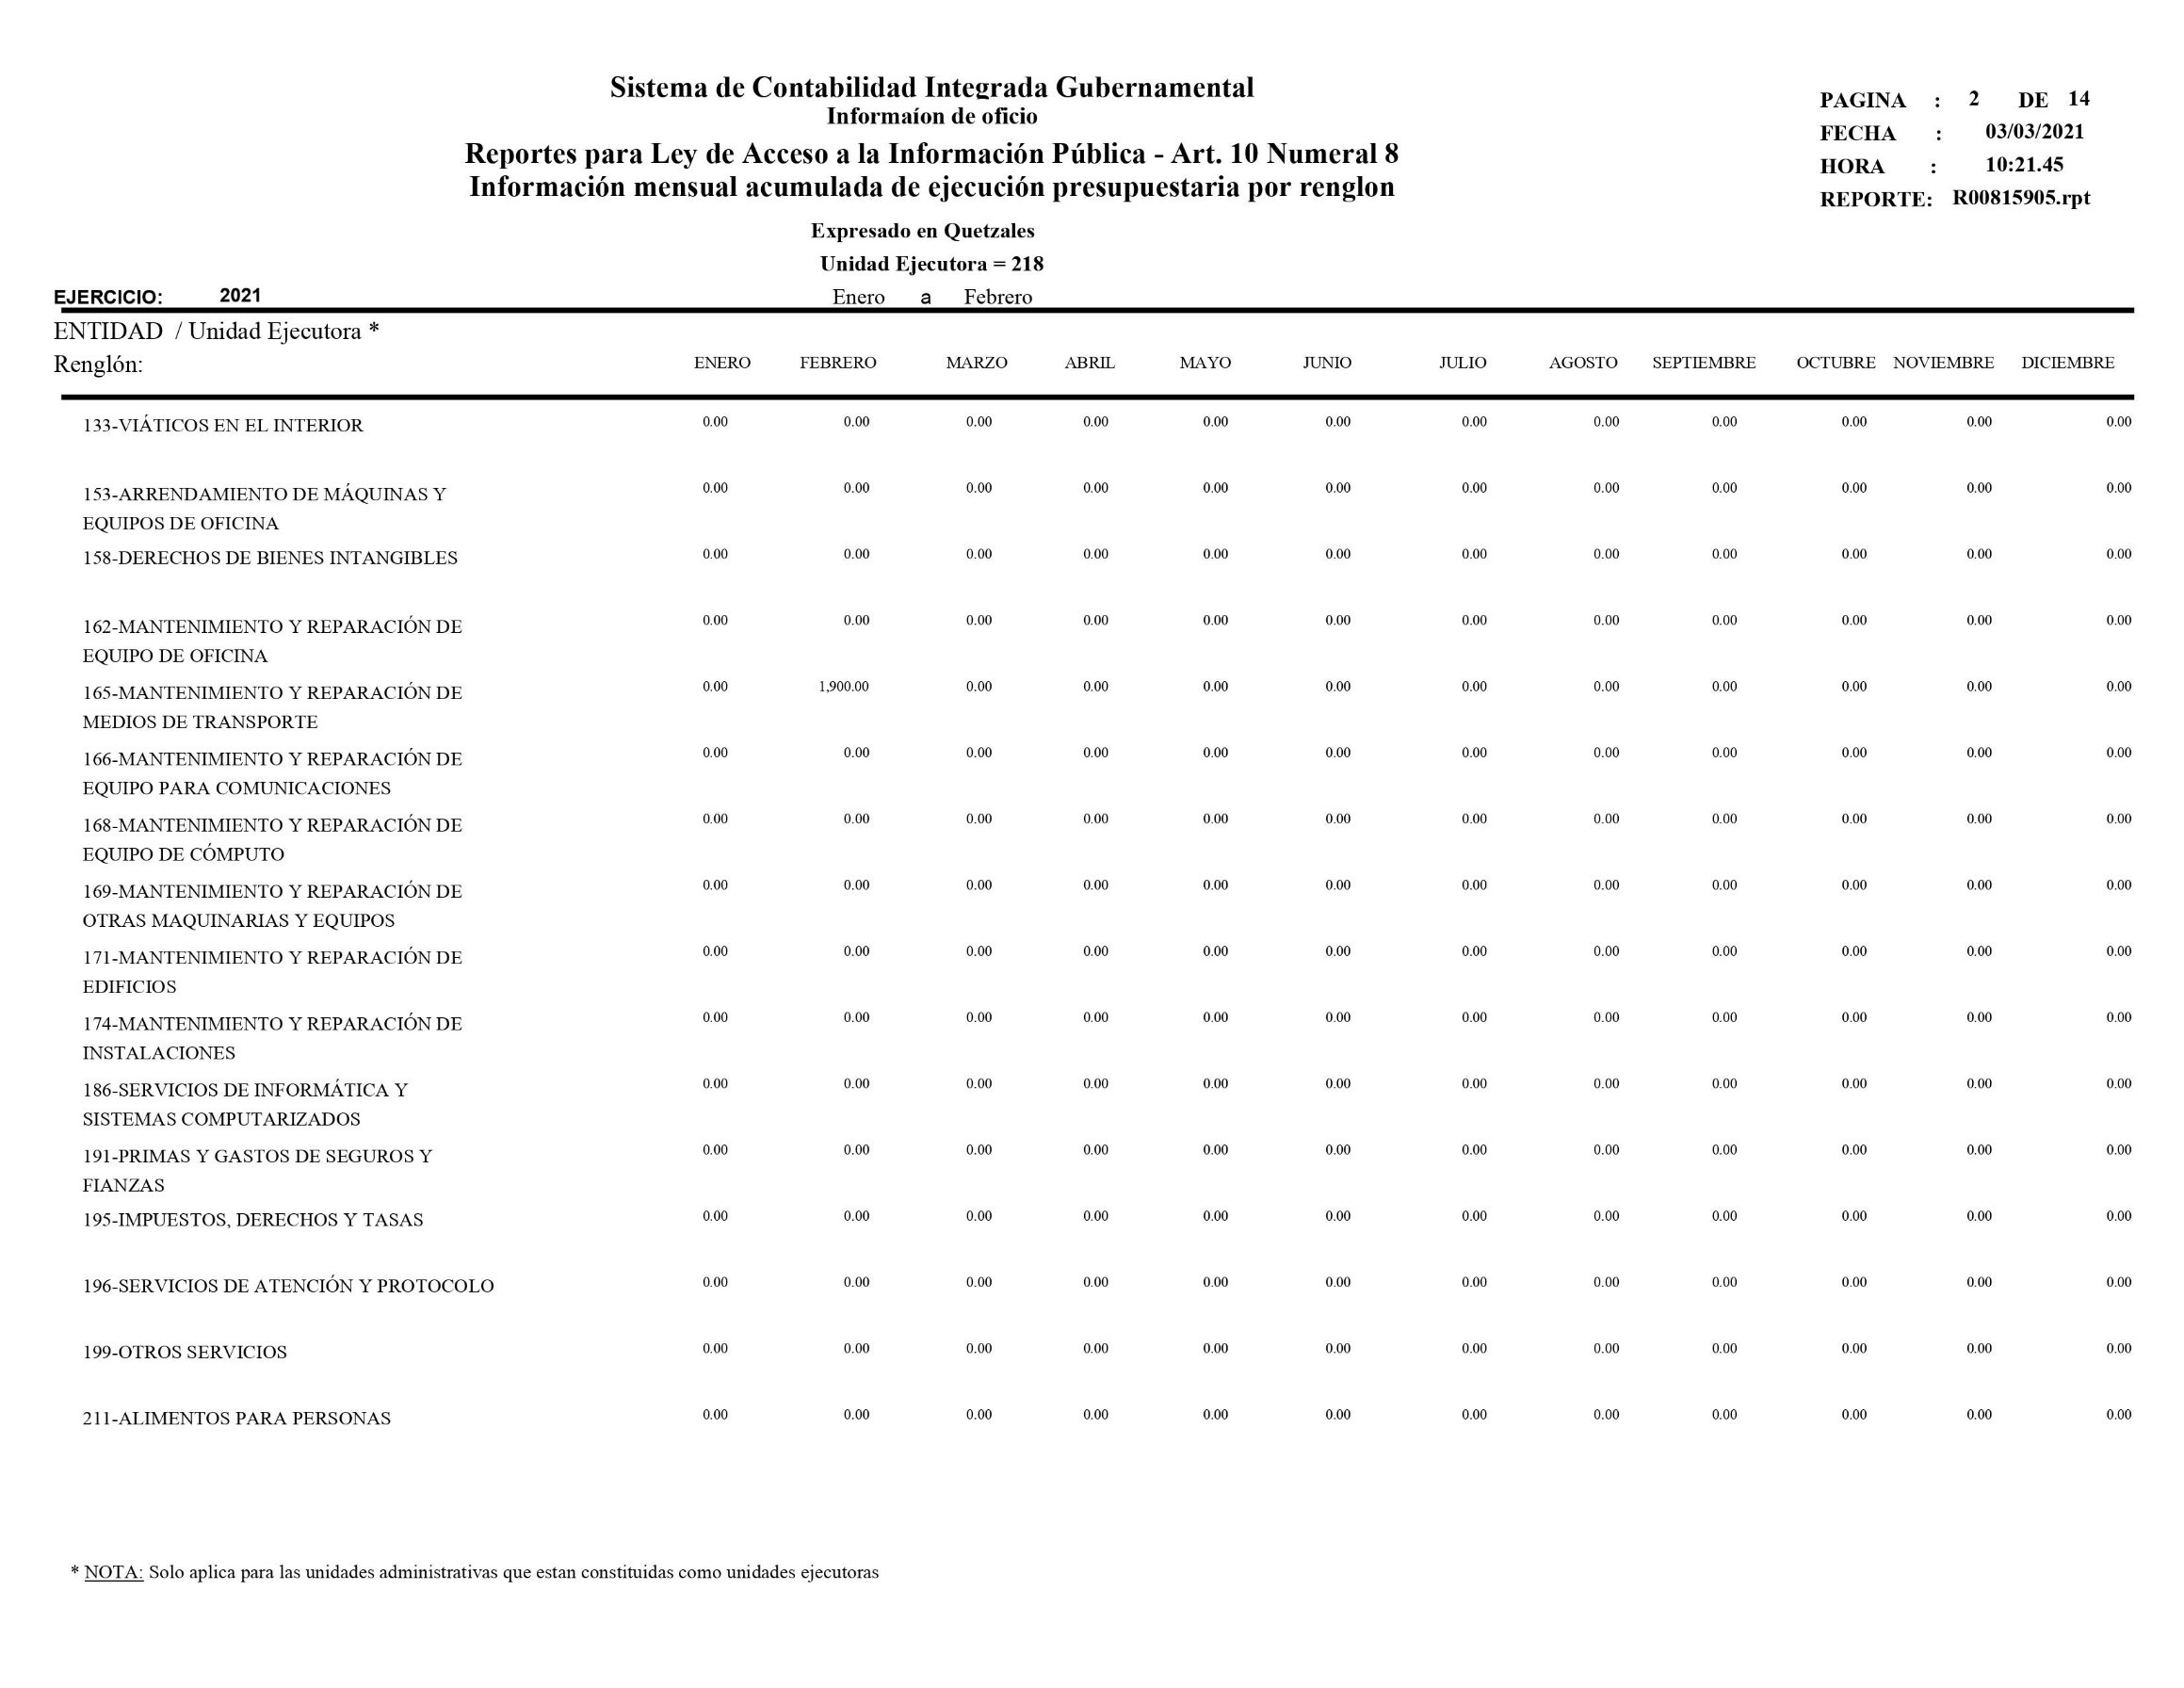 Sistema de Contabilidad Integrada Gubernamental
Informaíon de oficio
Reportes para Ley de Acceso a la Información Pública - Art. 10 Numeral 8
Información mensual acumulada de ejecución presupuestaria por renglon
PAGINA : 2 DE 14
FECHA : 03/03/2021
HORA : 10:21.45
REPORTE: R00815905.rpt
Expresado en Quetzales
Unidad Ejecutora = 218
EJERCICIO: 2021 Enero a Febrero
ENTIDAD / Unidad Ejecutora *
Renglón: ENERO FEBRERO MARZO ABRIL MAYO JUNIO JULIO AGOSTO SEPTIEMBRE OCTUBRE NOVIEMBRE DICIEMBRE
133-VIÁTICOS EN EL INTERIOR 0.00 0.00 0.00 0.00 0.00 0.00 0.00 0.00 0.00 0.00 0.00 0.00
153-ARRENDAMIENTO DE MÁQUINAS Y 0.00 0.00 0.00 0.00 0.00 0.00 0.00 0.00 0.00 0.00 0.00 0.00
EQUIPOS DE OFICINA
158-DERECHOS DE BIENES INTANGIBLES 0.00 0.00 0.00 0.00 0.00 0.00 0.00 0.00 0.00 0.00 0.00 0.00
162-MANTENIMIENTO Y REPARACIÓN DE 0.00 0.00 0.00 0.00 0.00 0.00 0.00 0.00 0.00 0.00 0.00 0.00
EQUIPO DE OFICINA
165-MANTENIMIENTO Y REPARACIÓN DE 0.00 1,900.00 0.00 0.00 0.00 0.00 0.00 0.00 0.00 0.00 0.00 0.00
MEDIOS DE TRANSPORTE
166-MANTENIMIENTO Y REPARACIÓN DE 0.00 0.00 0.00 0.00 0.00 0.00 0.00 0.00 0.00 0.00 0.00 0.00
EQUIPO PARA COMUNICACIONES
168-MANTENIMIENTO Y REPARACIÓN DE 0.00 0.00 0.00 0.00 0.00 0.00 0.00 0.00 0.00 0.00 0.00 0.00
EQUIPO DE CÓMPUTO
169-MANTENIMIENTO Y REPARACIÓN DE 0.00 0.00 0.00 0.00 0.00 0.00 0.00 0.00 0.00 0.00 0.00 0.00
OTRAS MAQUINARIAS Y EQUIPOS
171-MANTENIMIENTO Y REPARACIÓN DE 0.00 0.00 0.00 0.00 0.00 0.00 0.00 0.00 0.00 0.00 0.00 0.00
EDIFICIOS
174-MANTENIMIENTO Y REPARACIÓN DE 0.00 0.00 0.00 0.00 0.00 0.00 0.00 0.00 0.00 0.00 0.00 0.00
INSTALACIONES
186-SERVICIOS DE INFORMÁTICA Y 0.00 0.00 0.00 0.00 0.00 0.00 0.00 0.00 0.00 0.00 0.00 0.00
SISTEMAS COMPUTARIZADOS
191-PRIMAS Y GASTOS DE SEGUROS Y 0.00 0.00 0.00 0.00 0.00 0.00 0.00 0.00 0.00 0.00 0.00 0.00
FIANZAS
195-IMPUESTOS, DERECHOS Y TASAS 0.00 0.00 0.00 0.00 0.00 0.00 0.00 0.00 0.00 0.00 0.00 0.00
196-SERVICIOS DE ATENCIÓN Y PROTOCOLO 0.00 0.00 0.00 0.00 0.00 0.00 0.00 0.00 0.00 0.00 0.00 0.00
199-OTROS SERVICIOS 0.00 0.00 0.00 0.00 0.00 0.00 0.00 0.00 0.00 0.00 0.00 0.00
211-ALIMENTOS PARA PERSONAS 0.00 0.00 0.00 0.00 0.00 0.00 0.00 0.00 0.00 0.00 0.00 0.00
* NOTA: Solo aplica para las unidades administrativas que estan constituidas como unidades ejecutoras